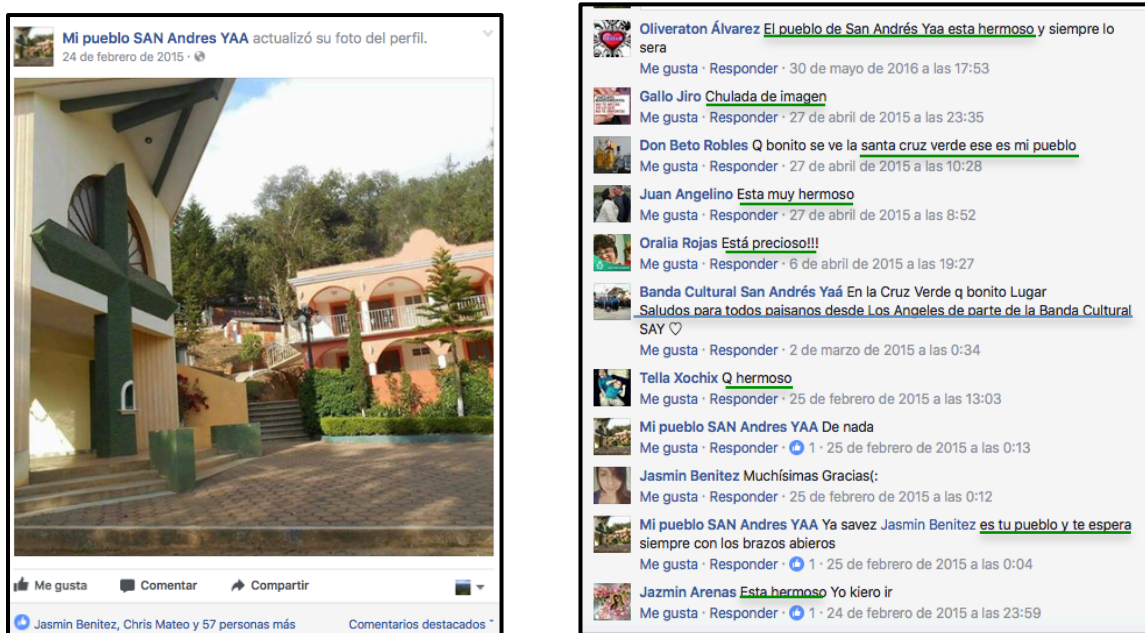 Mi pueblo SAN Andres YAA actualizó su foto del perfil.
24 de febrero de 2015 ·
Me gusta Comentar Compartir
Jasmin Benitez, Chris Mateo y 57 personas más Comentarios destacados
Oliveraton Álvarez El pueblo de San Andrés Yaa esta hermoso y siempre lo
sera
Me gusta · Responder · 30 de mayo de 2016 a las 17:53
Gallo Jiro Chulada de imagen
Me gusta · Responder · 27 de abril de 2015 a las 23:35
Don Beto Robles Q bonito se ve la santa cruz verde ese es mi pueblo
Me gusta · Responder · 27 de abril de 2015 a las 10:28
Juan Angelino Esta muy hermoso
Me gusta · Responder · 27 de abril de 2015 a las 8:52
Oralia Rojas Está precioso!!!
Me gusta · Responder · 6 de abril de 2015 a las 19:27
Banda Cultural San Andrés Yaá En la Cruz Verde q bonito Lugar
Saludos para todos paisanos desde Los Angeles de parte de la Banda Cultural
SAY ♡
Me gusta · Responder · 2 de marzo de 2015 a las 0:34
Tella Xochix Q hermoso
Me gusta · Responder · 25 de febrero de 2015 a las 13:03
Mi pueblo SAN Andres YAA De nada
Me gusta · Responder · 1 · 25 de febrero de 2015 a las 0:13
Jasmin Benitez Muchísimas Gracias(:
Me gusta · Responder · 25 de febrero de 2015 a las 0:12
Mi pueblo SAN Andres YAA Ya savez Jasmin Benitez es tu pueblo y te espera
siempre con los brazos abieros
Me gusta · Responder · 1 · 25 de febrero de 2015 a las 0:04
Jazmin Arenas Esta hermoso Yo kiero ir
Me gusta · Responder · 1 · 24 de febrero de 2015 a las 23:59